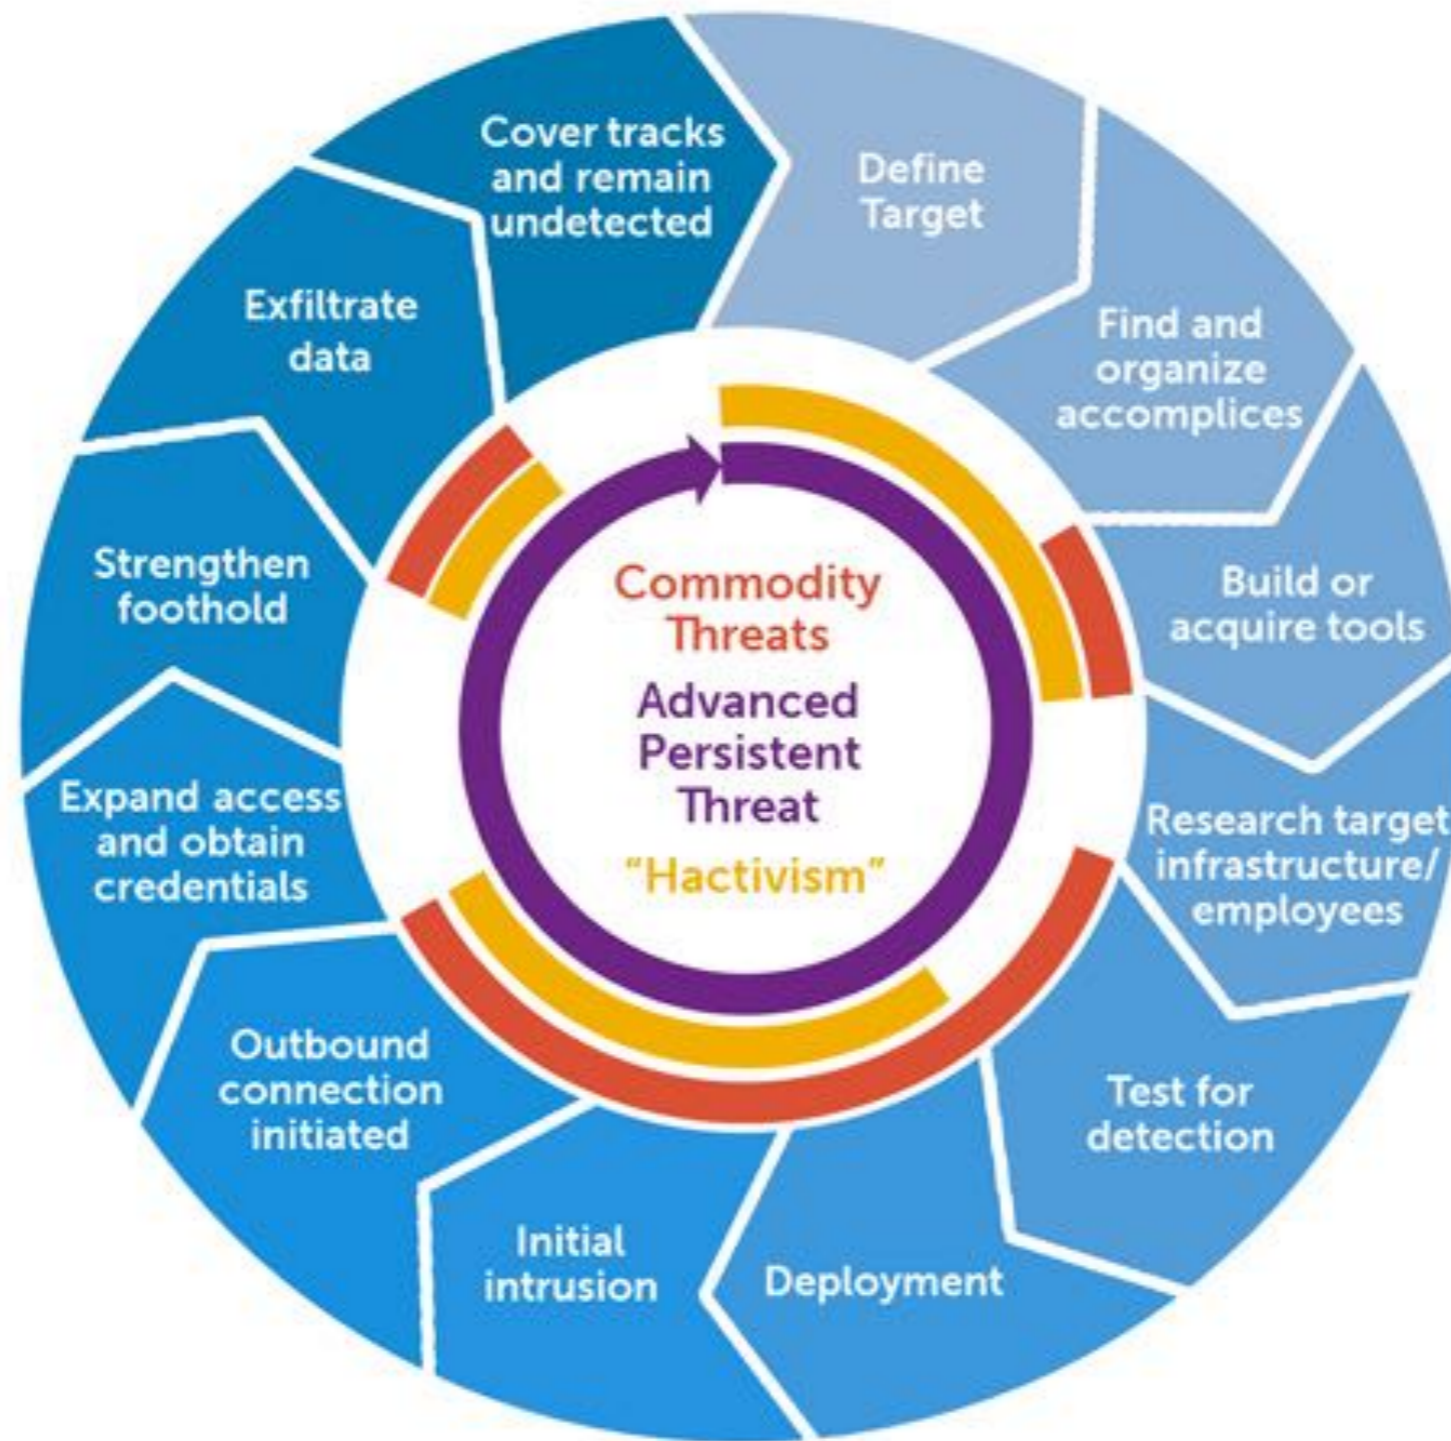 Define
Target
Find and
organize
accomplices
Build or
acquire tools
Research target
infrastructure/
employees
Test for
detection
Deployment
Initial
intrusion
Outbound
connection
initiated
Expand access
and obtain
credentials
Strengthen
foothold
Exfiltrate
data
Cover tracks
and remain
undetected
Commodity
Threats
Advanced
Persistent
Threat
“Hactivism”